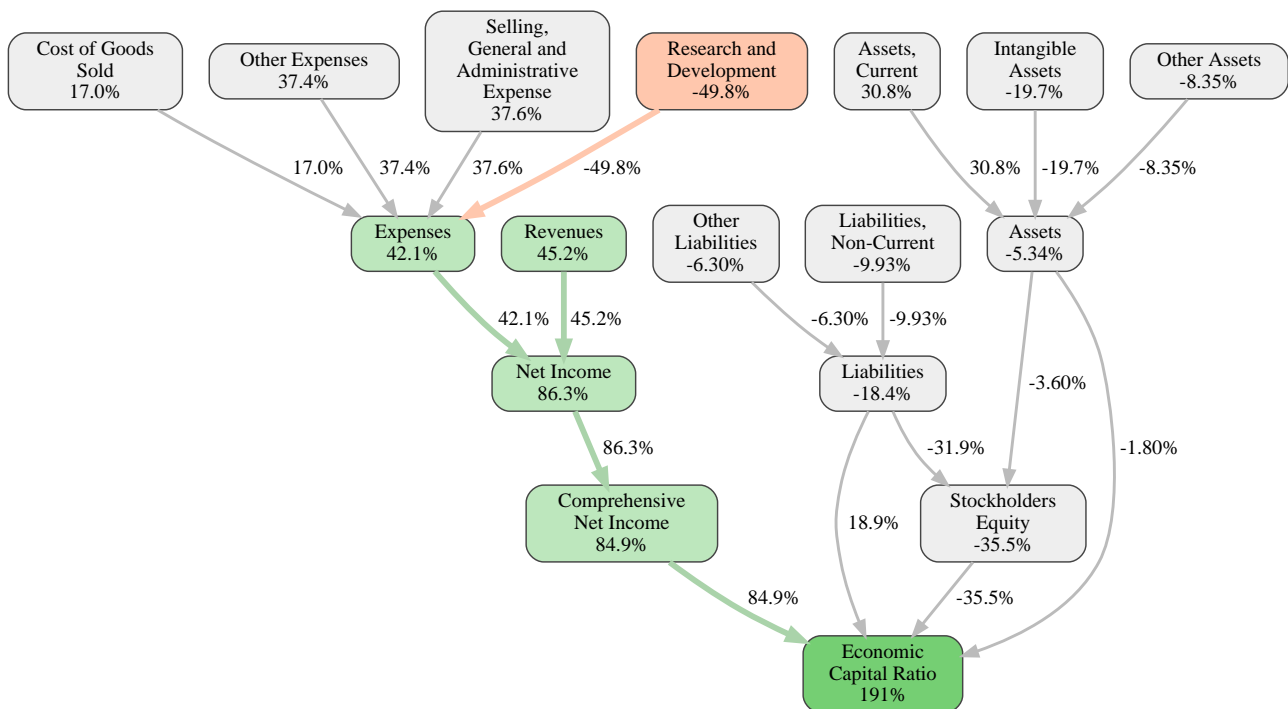 Cost of Goods
Sold
17.0%
Other Expenses
37.4%
Selling,
General and
Administrative
Expense
37.6%
Research and
Development
-49.8%
Assets,
Current
30.8%
Intangible
Assets
-19.7%
Other Assets
-8.35%
17.0%
37.4%
37.6%
-49.8%
30.8%
-19.7%
-8.35%
Expenses
42.1%
Revenues
45.2%
Other
Liabilities
-6.30%
Liabilities,
Non-Current
-9.93%
Assets
-5.34%
42.1%
45.2%
-6.30%
-9.93%
Net Income
86.3%
Liabilities
-18.4%
-3.60%
86.3%
-31.9%
-1.80%
Comprehensive
Net Income
84.9%
18.9%
Stockholders
Equity
-35.5%
84.9%
-35.5%
Economic
Capital Ratio
191%